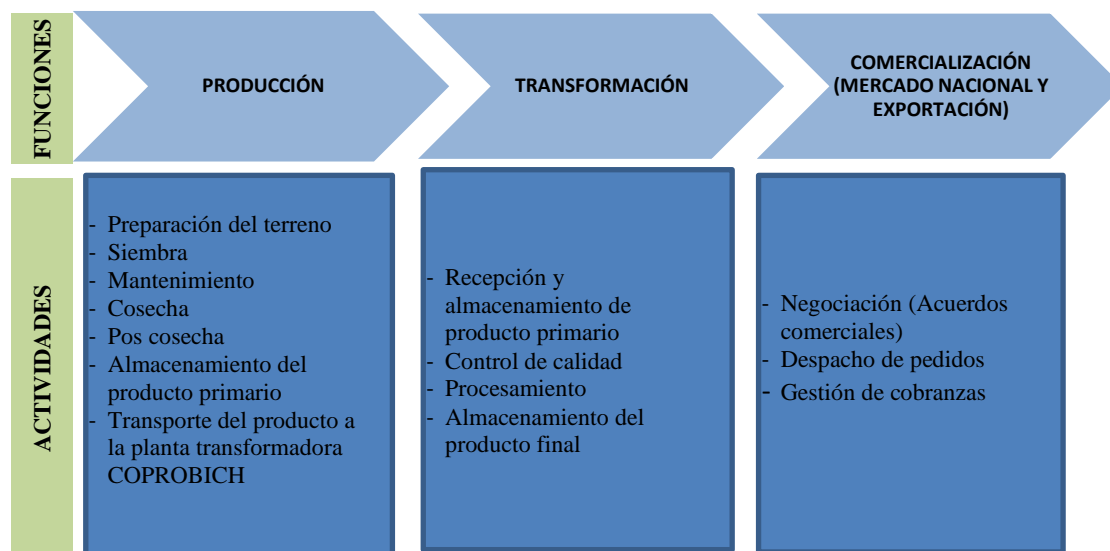 FUNCIONES
PRODUCCIÓN
TRANSFORMACIÓN
COMERCIALIZACIÓN
(MERCADO NACIONAL Y
EXPORTACIÓN)
ACTIVIDADES
- Preparación del terreno
- Siembra
- Mantenimiento
- Cosecha
- Pos cosecha
- Almacenamiento del
producto primario
- Transporte del producto a
la planta transformadora
COPROBICH
- Recepción y
almacenamiento de
producto primario
- Control de calidad
- Procesamiento
- Almacenamiento del
producto final
- Negociación (Acuerdos
comerciales)
- Despacho de pedidos
- Gestión de cobranzas